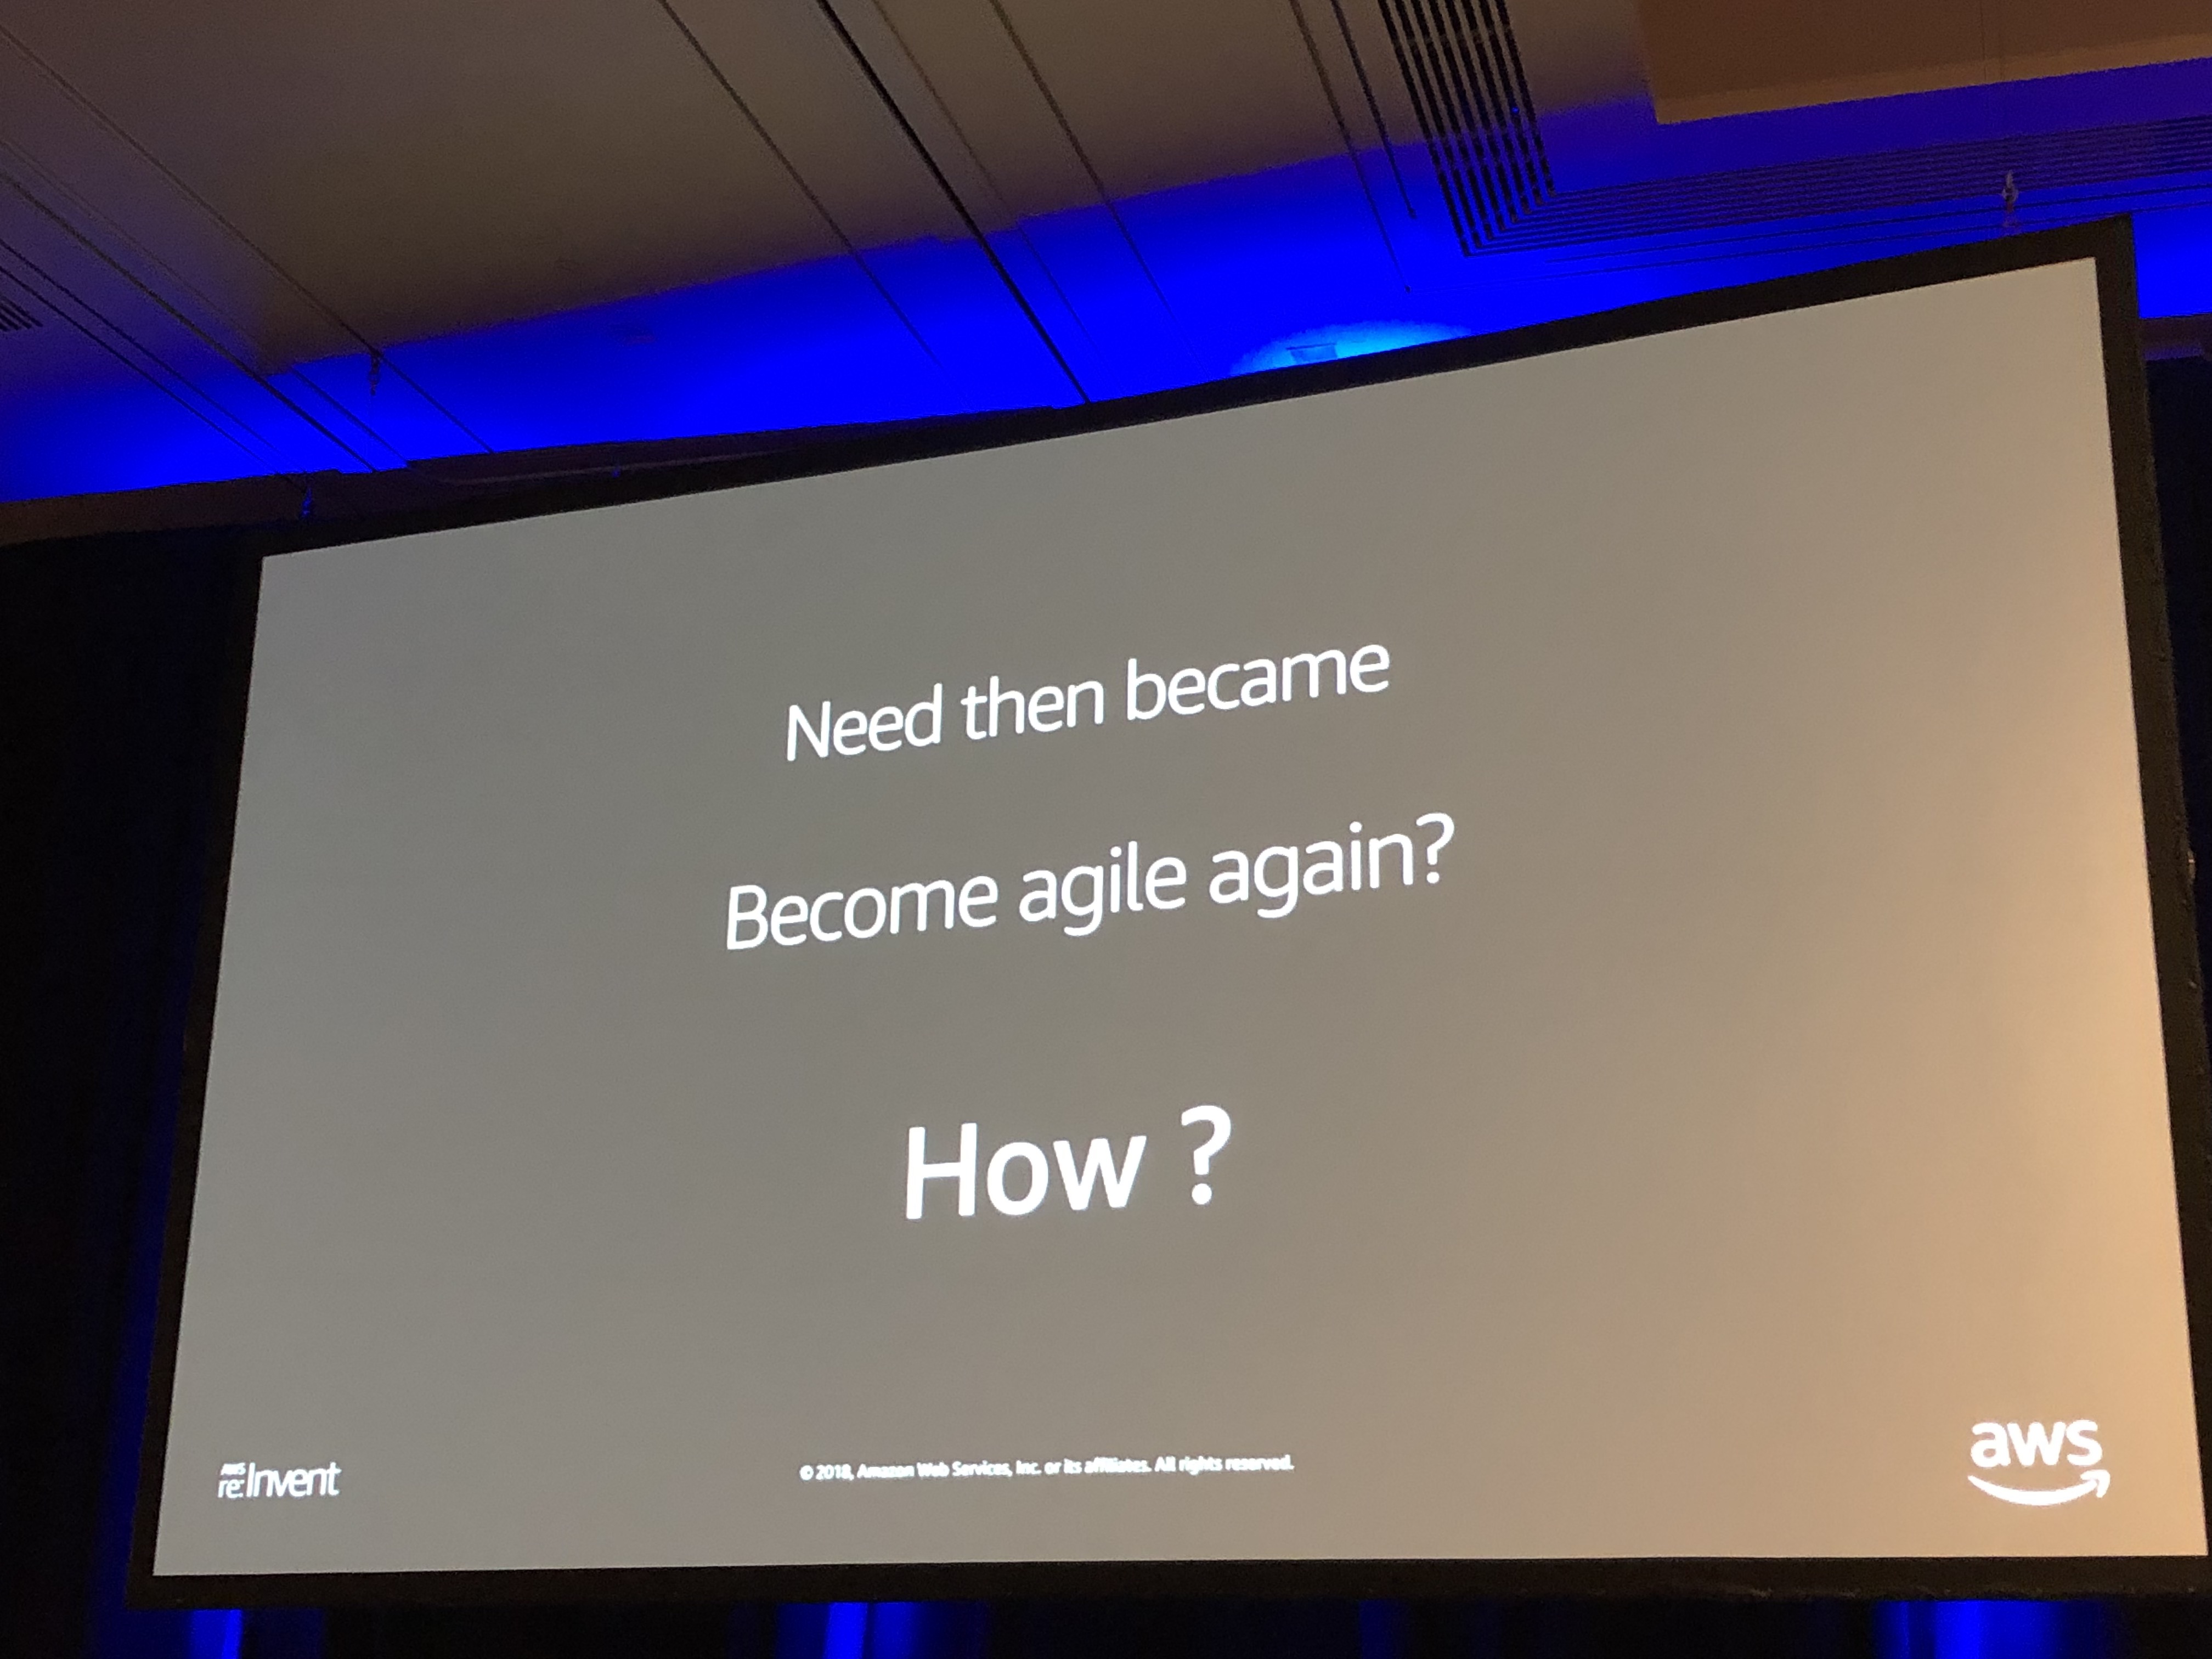 Need then became
Become agile again?
How ?
AWS
re:Invent
© 2018, Amazon Web Services, Inc. or its affiliates. All rights reserved.
aws